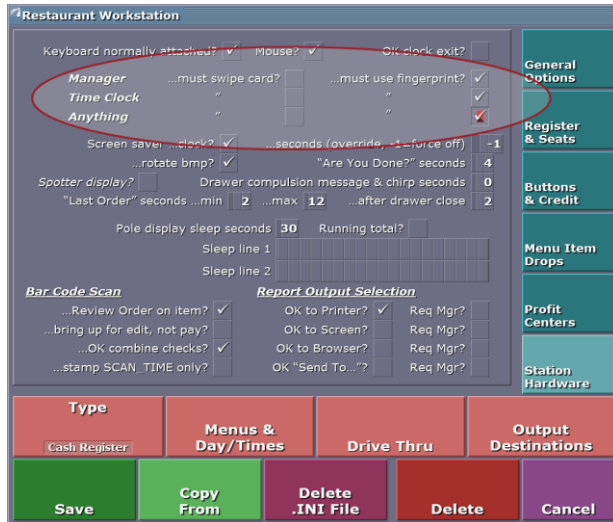 Restaurant Workstation
Keyboard normally attached? ✓ Mouse? ✓ OK clock exit?
Manager ...must swipe card? ...must use fingerprint? ✓
Time Clock " " ✓
Anything " " ✓
Screen saver ...clock? ✓ ...seconds (override, -1=force off) -1
...rotate bmp? ✓ "Are You Done?" seconds 4
Spotter display? Drawer compulsion message & chirp seconds 0
"Last Order" seconds ...min 2 ...max 12 ...after drawer close 2
Pole display sleep seconds 30 Running total?
Sleep line 1
Sleep line 2
Bar Code Scan Report Output Selection
...Review Order on item? ✓ OK to Printer? ✓ Req Mgr?
...bring up for edit, not pay? OK to Screen? Req Mgr?
...OK combine checks? ✓ OK to Browser? Req Mgr?
...stamp SCAN_TIME only? OK "Send To..."? Req Mgr?
General
Options
Register
& Seats
Buttons
& Credit
Menu Item
Drops
Profit
Centers
Station
Hardware
Type
Cash Register
Menus &
Day/Times
Drive Thru
Output
Destinations
Save
Copy
From
Delete
.INI File
Delete
Cancel